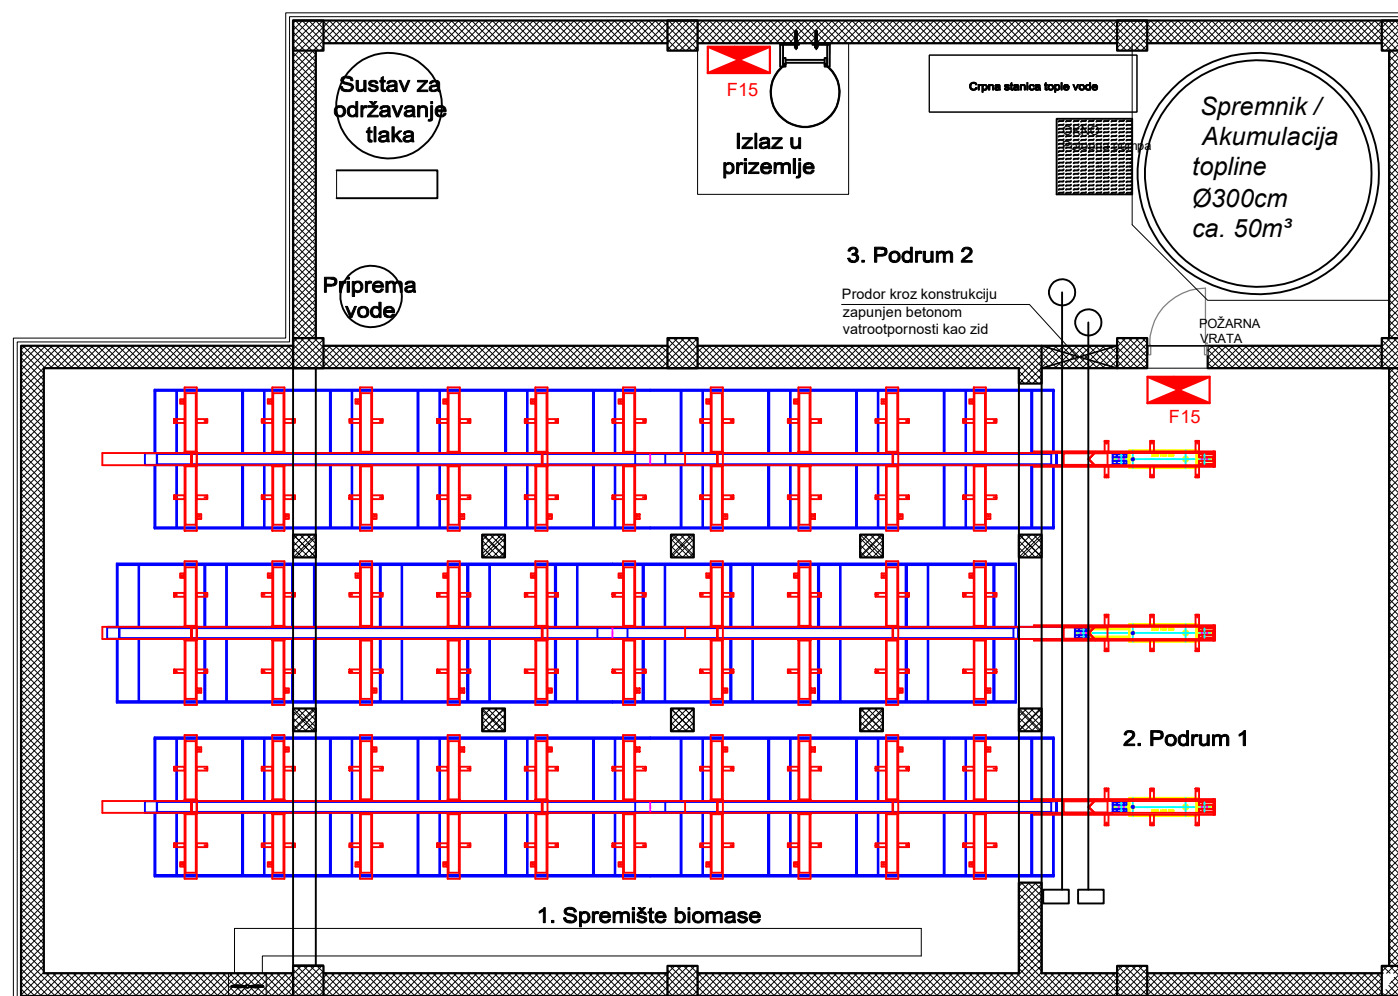 Sustav za
održavanje
tlaka
F15
Izlaz u
prizemlje
Crpna stanica tople vode
Spremnik /
Akumulacija
topline
Ø300cm
ca. 50m³
3. Podrum 2
Priprema
vode
Prodor kroz konstrukciju
zapunjen betonom
vatrootpornosti kao zid
POŽARNA
VRATA
F15
2. Podrum 1
1. Spremište biomase